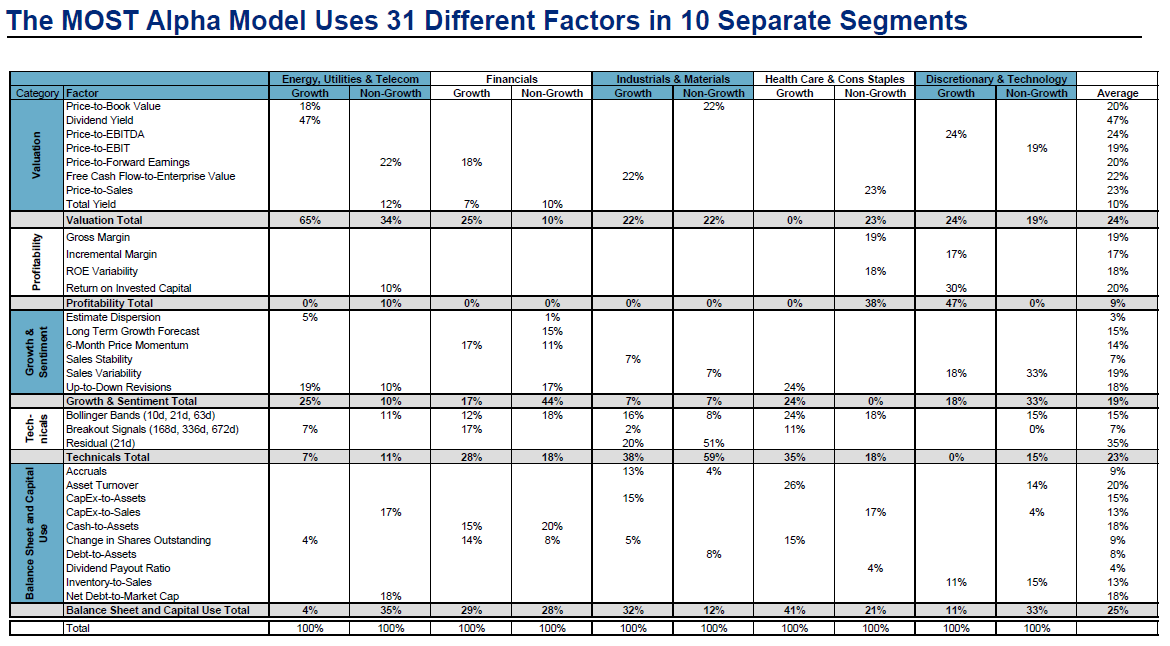 The MOST Alpha Model Uses 31 Different Factors in 10 Separate Segments
Energy, Utilities & Telecom Financials Industrials & Materials Health Care & Cons Staples Discretionary & Technology
Category Factor Growth Non-Growth Growth Non-Growth Growth Non-Growth Growth Non-Growth Growth Non-Growth Average
Valuation
Price-to-Book Value 18% 22% 20%
Dividend Yield 47% 47%
Price-to-EBITDA 24% 24%
Price-to-EBIT 19% 19%
Price-to-Forward Earnings 22% 18% 20%
Free Cash Flow-to-Enterprise Value 22% 22%
Price-to-Sales 23% 23%
Total Yield 12% 7% 10% 10%
Valuation Total 65% 34% 25% 10% 22% 22% 0% 23% 24% 19% 24%
Profitability
Gross Margin 19% 19%
Incremental Margin 17% 17%
ROE Variability 18% 18%
Return on Invested Capital 10% 30% 20%
Profitability Total 0% 10% 0% 0% 0% 0% 0% 38% 47% 0% 9%
Growth &
Sentiment
Estimate Dispersion 5% 1% 3%
Long Term Growth Forecast 15% 15%
6-Month Price Momentum 17% 11% 14%
Sales Stability 7% 7%
Sales Variability 7% 18% 33% 19%
Up-to-Down Revisions 19% 10% 17% 24% 18%
Growth & Sentiment Total 25% 10% 17% 44% 7% 7% 24% 0% 18% 33% 19%
Tech-
nicals
Bollinger Bands (10d, 21d, 63d) 11% 12% 18% 16% 8% 24% 18% 15% 15%
Breakout Signals (168d, 336d, 672d) 7% 17% 2% 11% 0% 7%
Residual (21d) 20% 51% 35%
Technicals Total 7% 11% 28% 18% 38% 59% 35% 18% 0% 15% 23%
Balance Sheet and Capital
Use
Accruals 13% 4% 9%
Asset Turnover 26% 14% 20%
CapEx-to-Assets 15% 15%
CapEx-to-Sales 17% 17% 4% 13%
Cash-to-Assets 15% 20% 18%
Change in Shares Outstanding 4% 14% 8% 5% 15% 9%
Debt-to-Assets 8% 8%
Dividend Payout Ratio 4% 4%
Inventory-to-Sales 11% 15% 13%
Net Debt-to-Market Cap 18% 18%
Balance Sheet and Capital Use Total 4% 35% 29% 28% 32% 12% 41% 21% 11% 33% 25%
Total 100% 100% 100% 100% 100% 100% 100% 100% 100% 100%